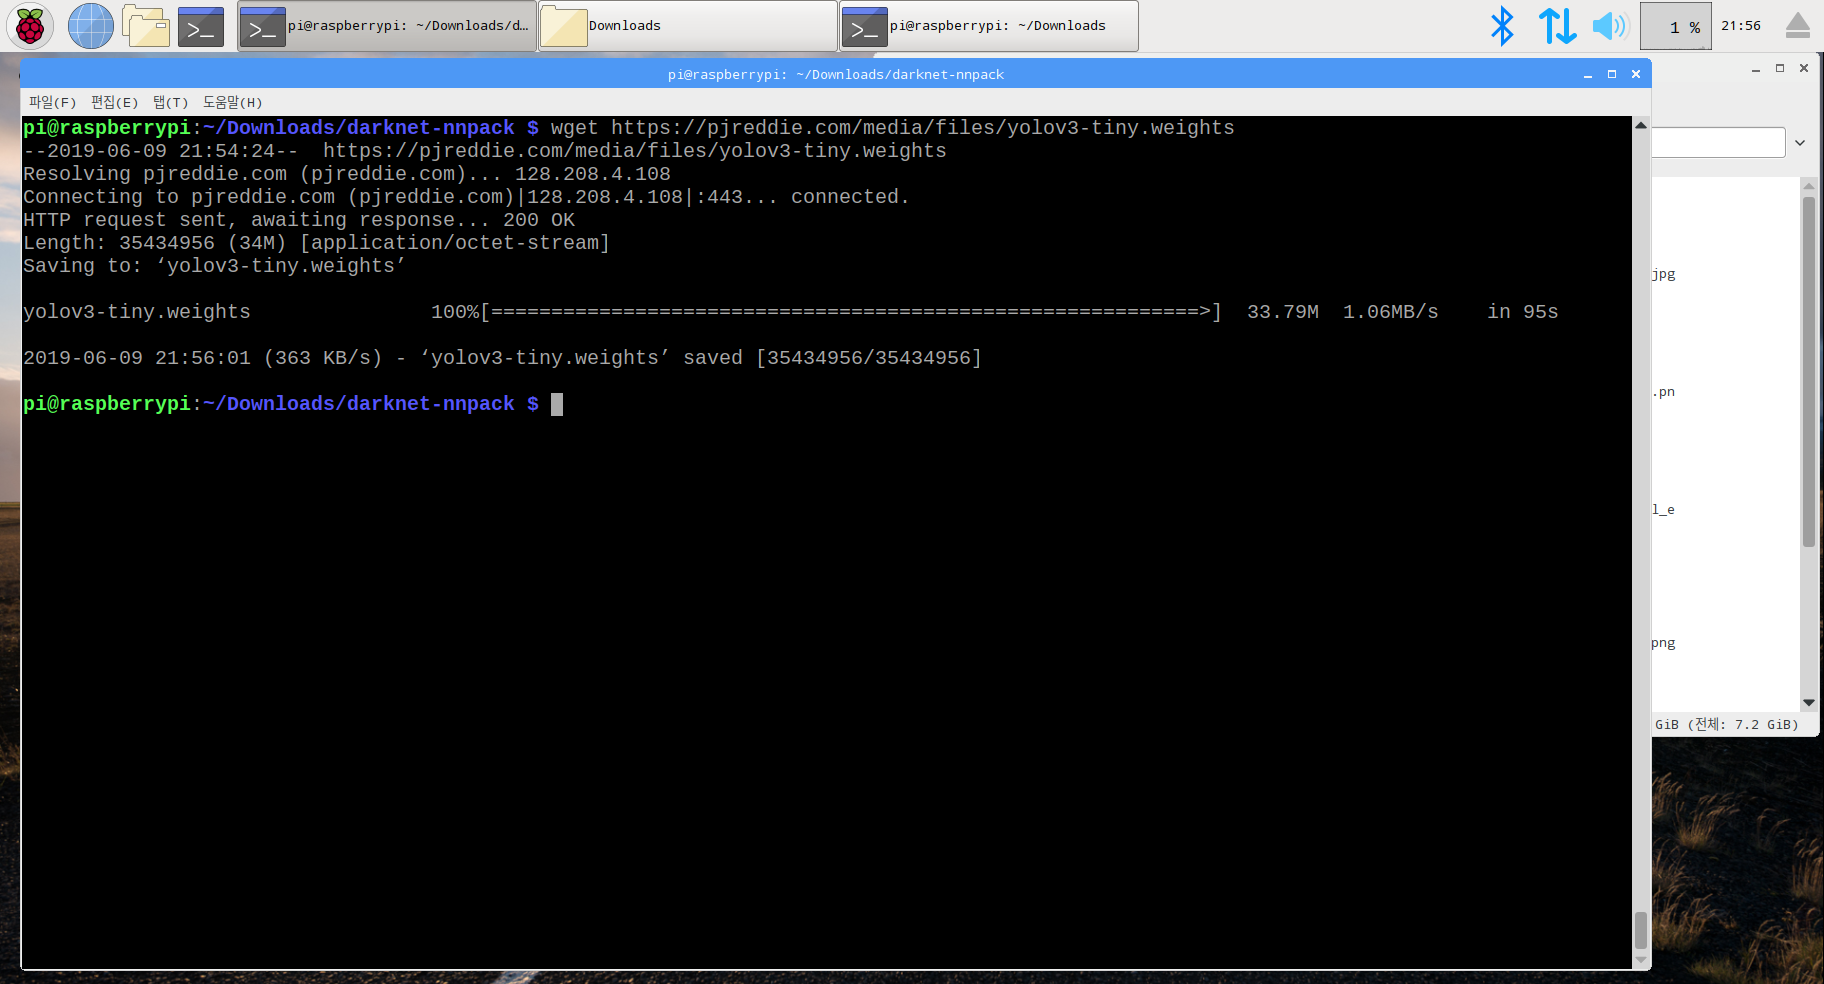 pi@raspberrypi: ~/Downloads/d...
Downloads
pi@raspberrypi: ~/Downloads
1 %
21:56
pi@raspberrypi: ~/Downloads/darknet-nnpack
파일(F) 편집(E) 탭(T) 도움말(H)
pi@raspberrypi:~/Downloads/darknet-nnpack $ wget https://pjreddie.com/media/files/yolov3-tiny.weights
--2019-06-09 21:54:24-- https://pjreddie.com/media/files/yolov3-tiny.weights
Resolving pjreddie.com (pjreddie.com)... 128.208.4.108
Connecting to pjreddie.com (pjreddie.com)|128.208.4.108|:443... connected.
HTTP request sent, awaiting response... 200 OK
Length: 35434956 (34M) [application/octet-stream]
Saving to: ‘yolov3-tiny.weights’
yolov3-tiny.weights 100%[===========================================================>] 33.79M 1.06MB/s in 95s
2019-06-09 21:56:01 (363 KB/s) - ‘yolov3-tiny.weights’ saved [35434956/35434956]
pi@raspberrypi:~/Downloads/darknet-nnpack $
jpg
.pn
l_e
png
GiB (전체: 7.2 GiB)